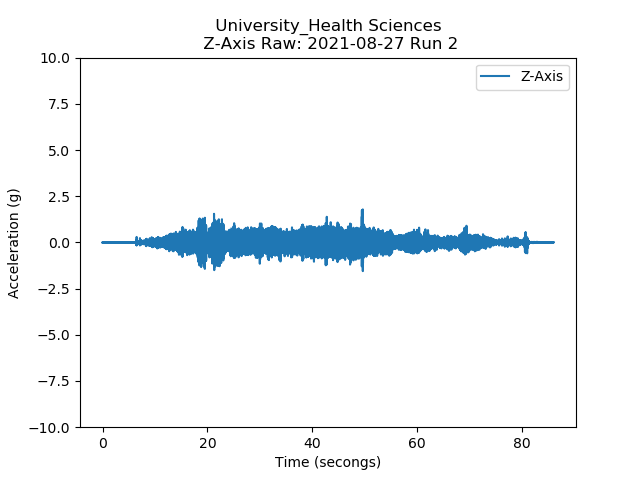 University_Health Sciences
Z-Axis Raw: 2021-08-27 Run 2
Z-Axis
10.0
7.5
5.0
2.5
0.0
−2.5
−5.0
−7.5
−10.0
Acceleration (g)
0 20 40 60 80
Time (secongs)